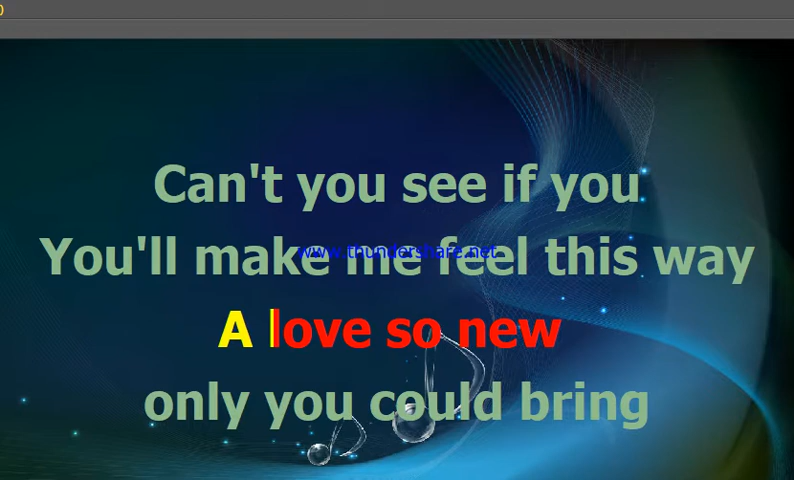 )
Can't you see if you
You'll make me feel this way
www.thundershare.net
A love so new
only you could bring